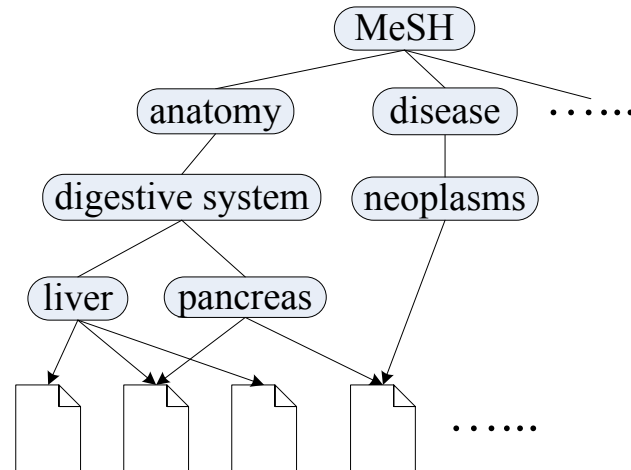 MeSH
anatomy
disease
......
digestive system
neoplasms
liver
pancreas
......